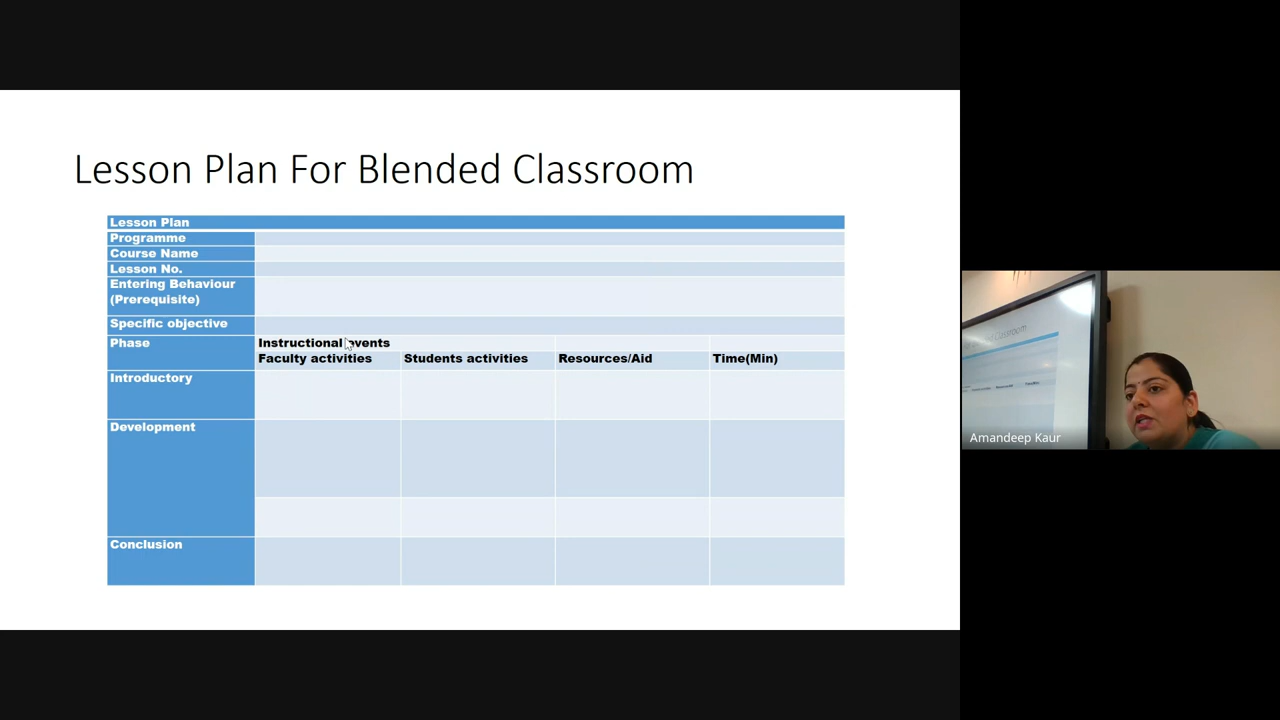 Lesson Plan For Blended Classroom
Lesson Plan
Programme
Course Name
Lesson No.
Entering Behaviour
(Prerequisite)
Specific objective
Phase
Instructional events
Faculty activities
Students activities
Resources/Aid
Time(Min)
Introductory
Development
Conclusion
Amandeep Kaur